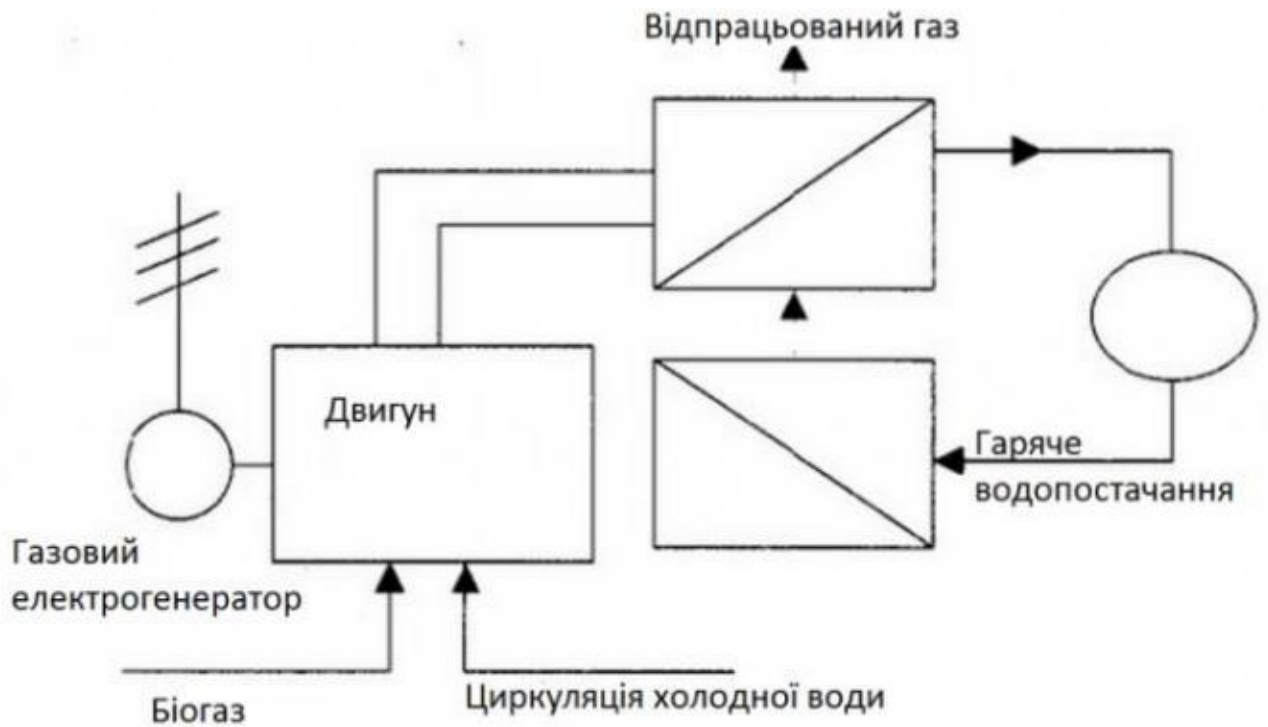 Відпрацьований газ
Двигун
Гаряче
водопостачання
Газовий
електрогенератор
Біогаз
Циркуляція холодної води